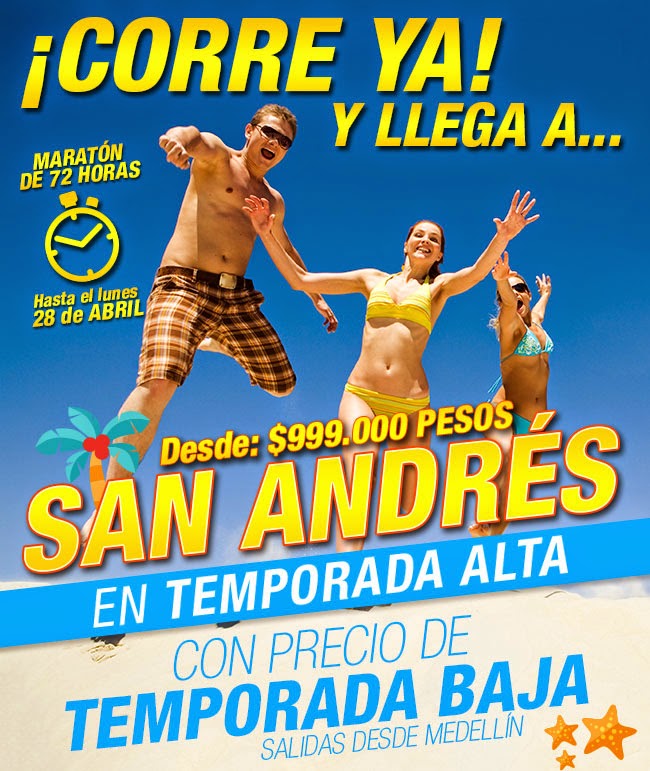 ¡CORRE YA!
Y LLEGA A...
MARATÓN
DE 72 HORAS
Hasta el lunes
28 de ABRIL
Desde: $999.000 PESOS
SAN ANDRÉS
EN TEMPORADA ALTA
CON PRECIO DE
TEMPORADA BAJA
SALIDAS DESDE MEDELLÍN